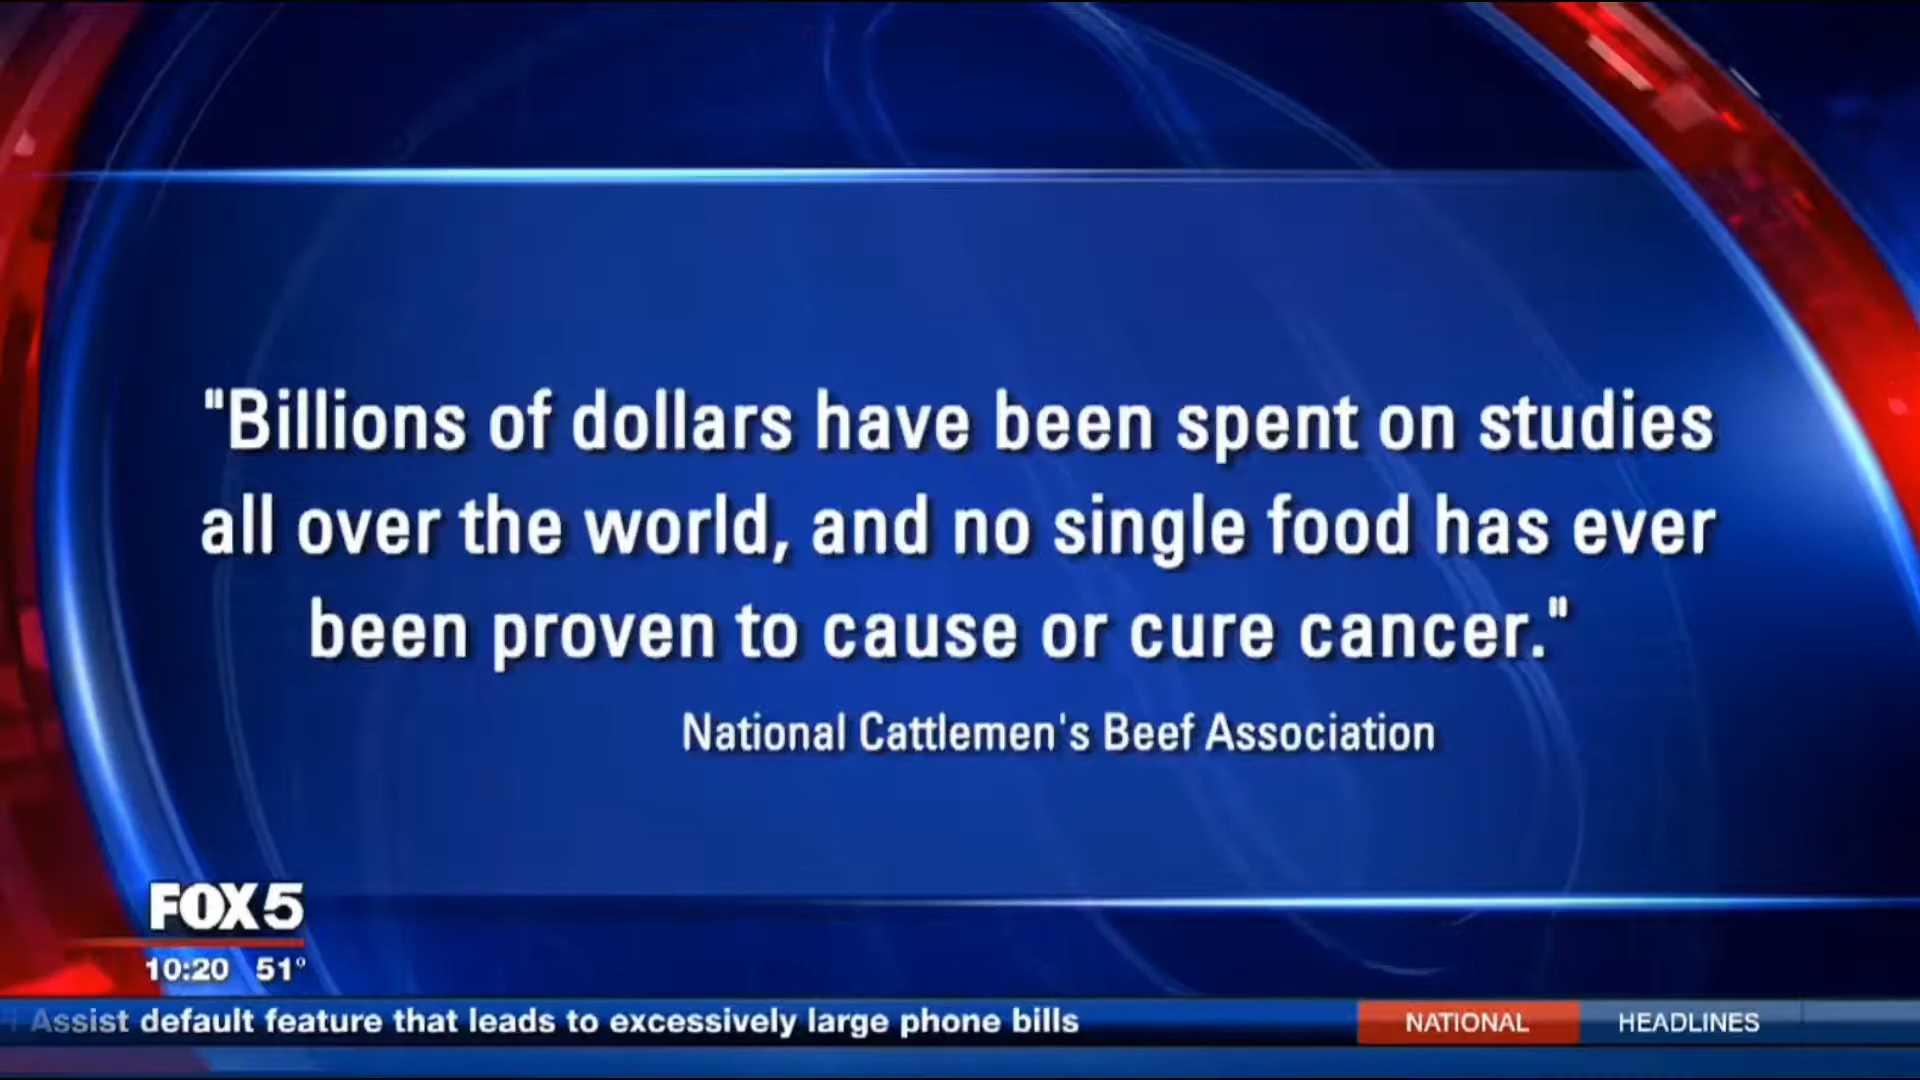 "Billions of dollars have been spent on studies
all over the world, and no single food has ever
been proven to cause or cure cancer."
National Cattlemen's Beef Association
FOX 5
10:20 51°
Assist default feature that leads to excessively large phone bills
NATIONAL HEADLINES